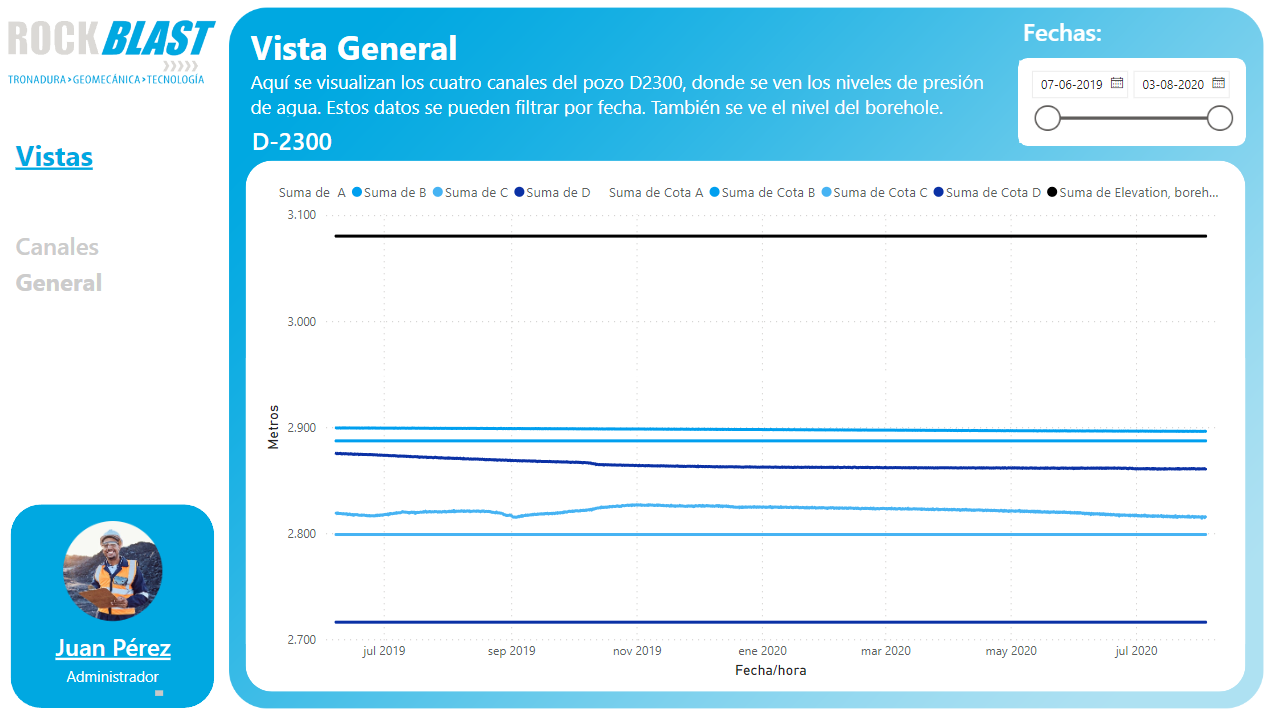 ROCKBLAST
TRONADURA>GEOMECÁNICA>TECNOLOGÍA
Vistas
Canales
General
Juan Pérez
Administrador
Vista General
Aquí se visualizan los cuatro canales del pozo D2300, donde se ven los niveles de presión
de agua. Estos datos se pueden filtrar por fecha. También se ve el nivel del borehole.
D-2300
Fechas:
07-06-2019 03-08-2020
Suma de A Suma de B Suma de C Suma de D Suma de Cota A Suma de Cota B Suma de Cota C Suma de Cota D Suma de Elevation, boreh...
3.100
3.000
2.900
2.800
2.700
Metros
jul 2019 sep 2019 nov 2019 ene 2020 mar 2020 may 2020 jul 2020
Fecha/hora